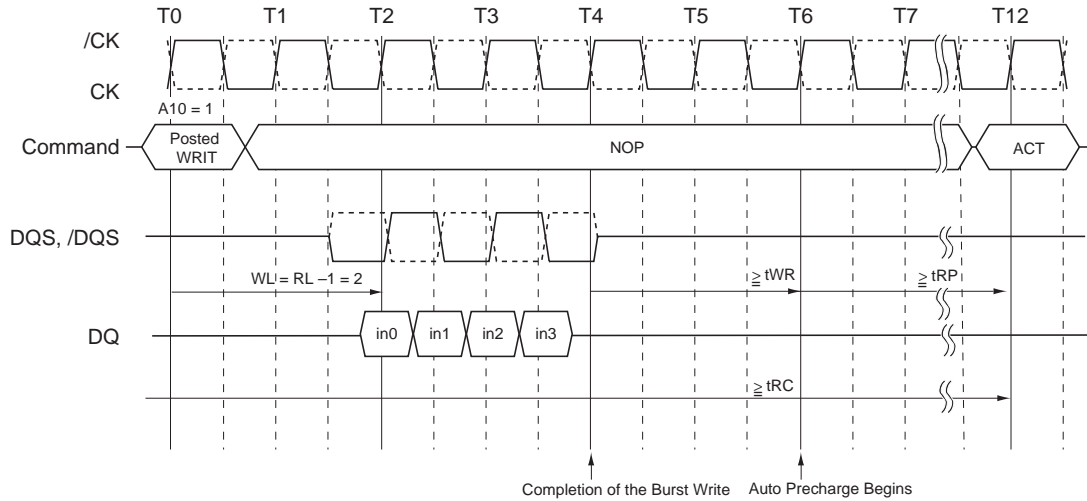 T0 T1 T2 T3 T4 T5 T6 T7 T12
/CK
CK
A10 = 1
Command
Posted
WRIT
NOP
ACT
DQS, /DQS
WL = RL –1 = 2
≧ tWR
≧ tRP
DQ
in0 in1 in2 in3
≧ tRC
Completion of the Burst Write
Auto Precharge Begins